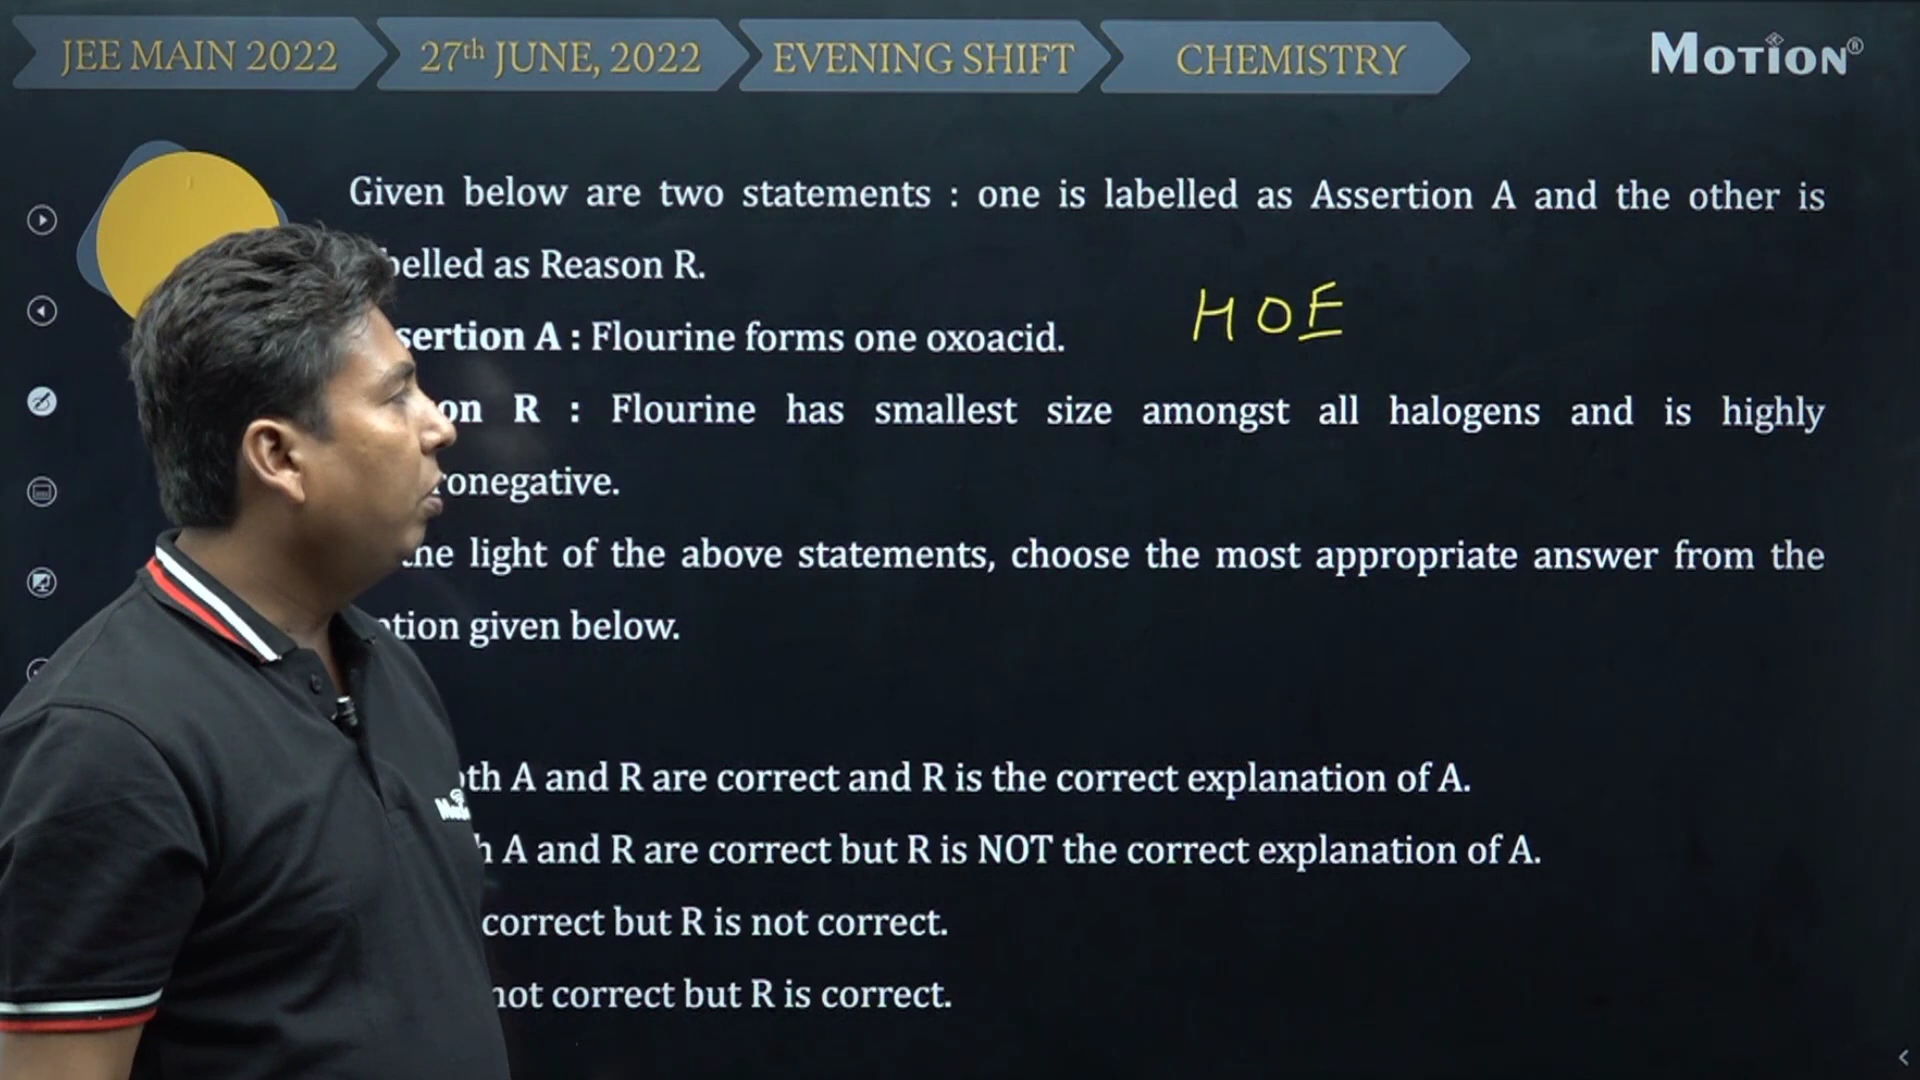 JEE MAIN 2022 27th JUNE, 2022 EVENING SHIFT CHEMISTRY MOTION®
Given below are two statements : one is labelled as Assertion A and the other is
belled as Reason R.
HOF
sertion A : Flourine forms one oxoacid.
on R : Flourine has smallest size amongst all halogens and is highly
ronegative.
the light of the above statements, choose the most appropriate answer from the
tion given below.
oth A and R are correct and R is the correct explanation of A.
h A and R are correct but R is NOT the correct explanation of A.
correct but R is not correct.
not correct but R is correct.